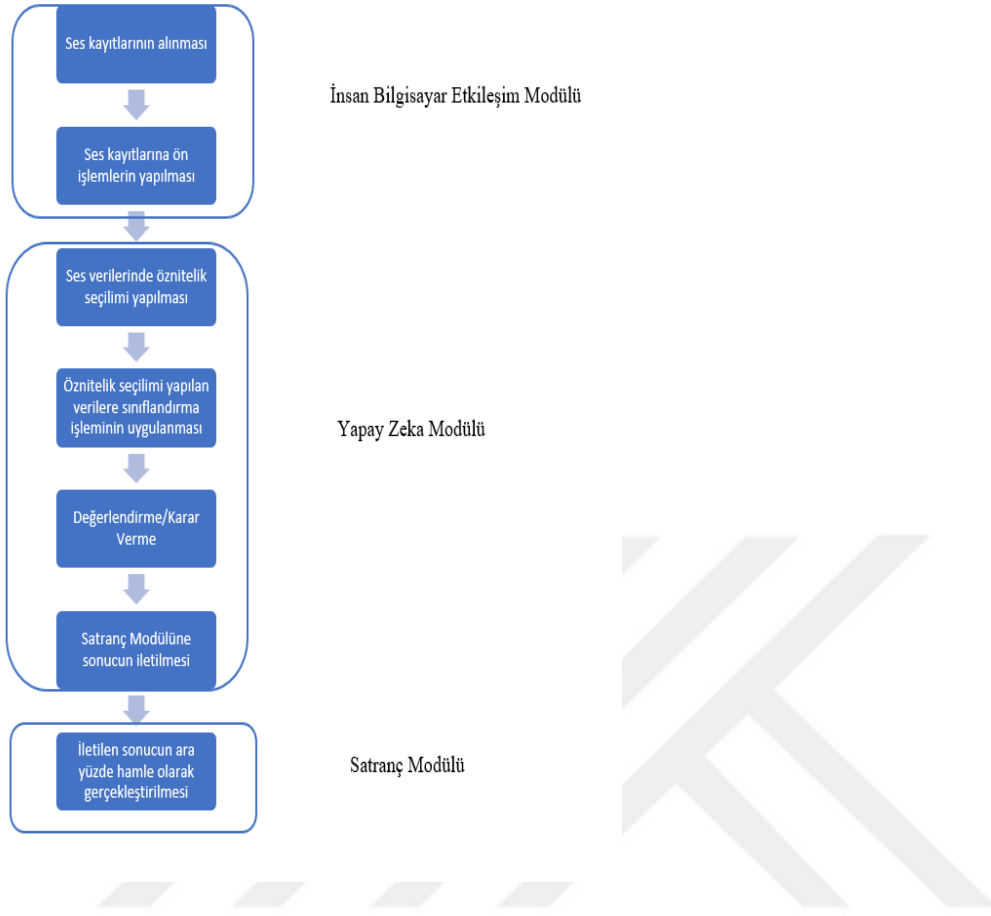 Ses kayıtlarının alınması
İnsan Bilgisayar Etkileşim Modülü
Ses kayıtlarına ön
işlemlerin yapılması
Ses verilerinde öznitelik
seçilimi yapılması
Öznitelik seçilimi yapılan
verilere sınıflandırma
işleminin uygulanması
Yapay Zeka Modülü
Değerlendirme/Karar
Verme
Satranç Modülüne
sonucun iletilmesi
İletilen sonucun ara
yüzde hamle olarak
gerçekleştirilmesi
Satranç Modülü